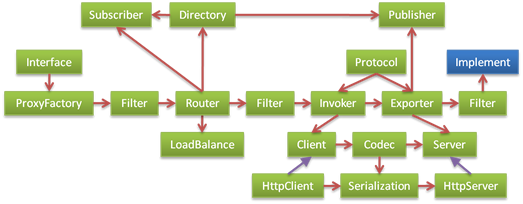 Subscriber Directory Publisher
Interface Protocol Implement
ProxyFactory Filter Router Filter Invoker Exporter Filter
LoadBalance Client Codec Server
HttpClient Serialization HttpServer